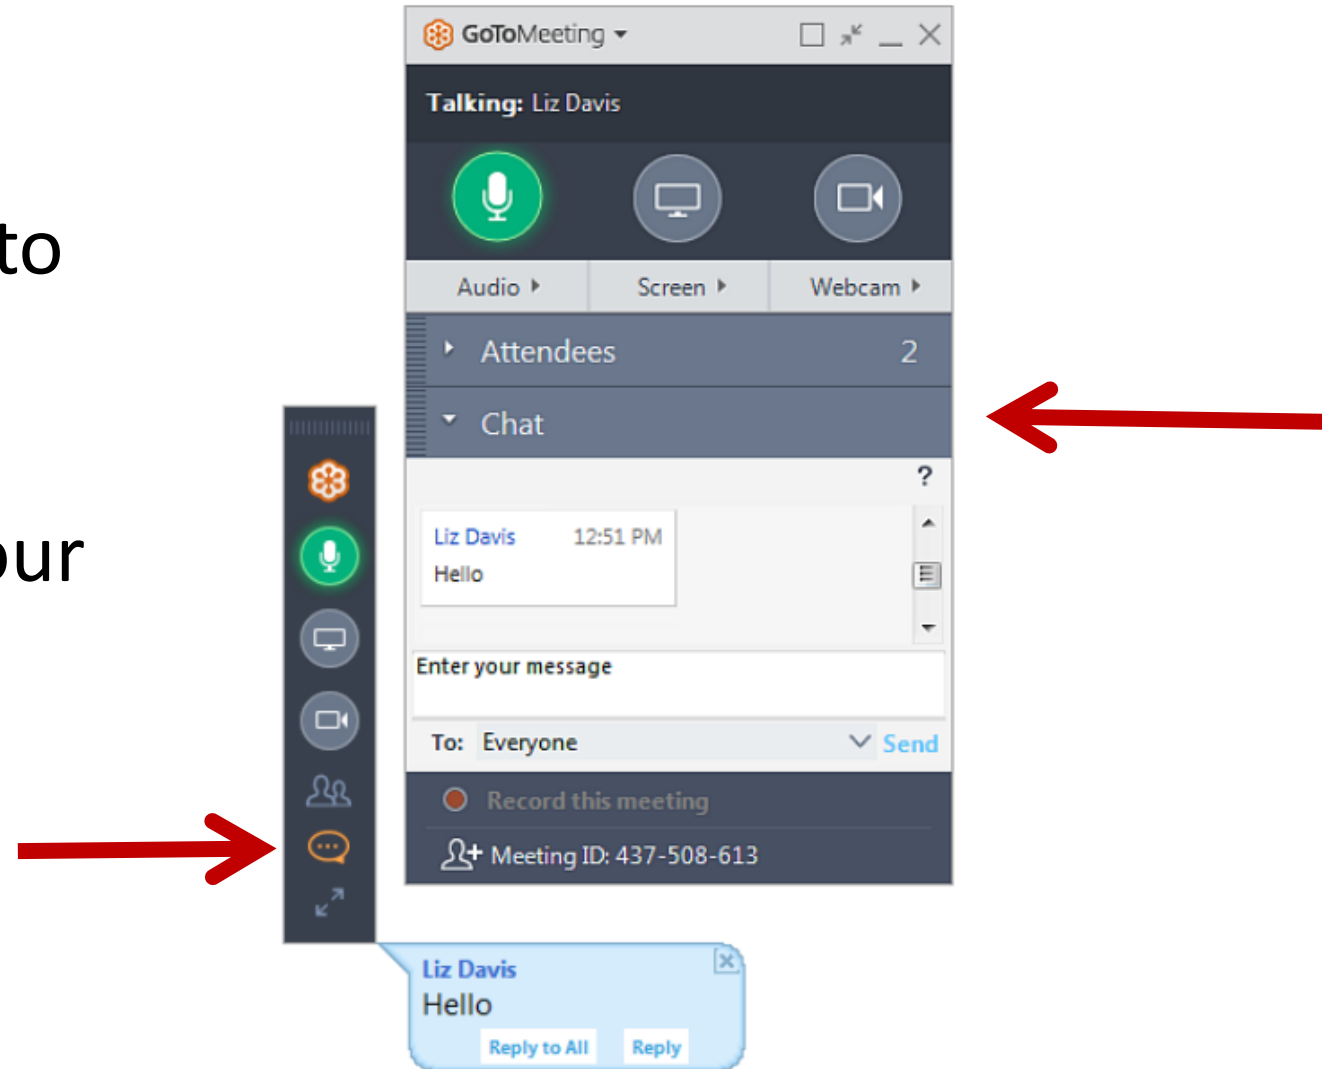 to
our
GoToMeeting
Talking: Liz Davis
Audio
Screen
Webcam
Attendees 2
Chat
?
Liz Davis 12:51 PM
Hello
Enter your message
To: Everyone Send
Record this meeting
Meeting ID: 437-508-613
Liz Davis
Hello
Reply to All Reply